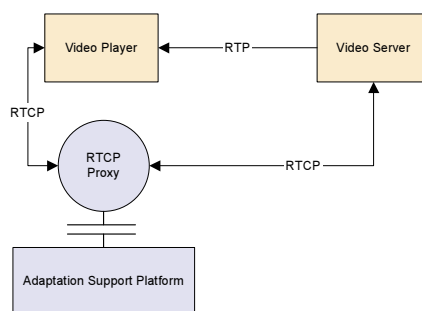 Video Player
RTP
Video Server
RTCP
RTCP
Proxy
RTCP
Adaptation Support Platform